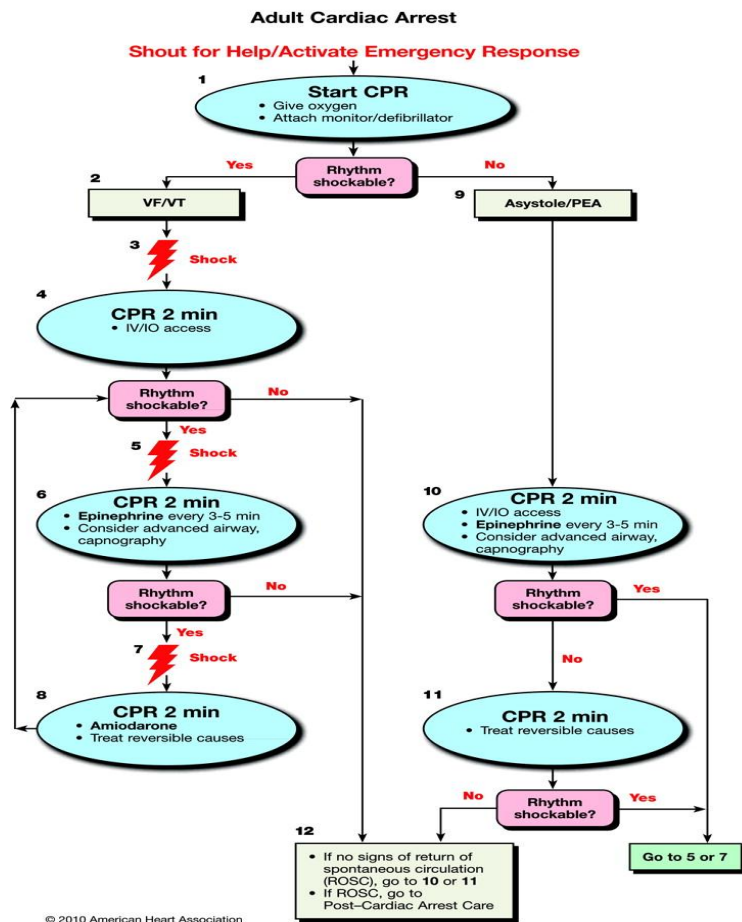 Adult Cardiac Arrest
Shout for Help/Activate Emergency Response
1
Start CPR
• Give oxygen
• Attach monitor/defibrillator
Yes
Rhythm
shockable?
No
2
VF/VT
9
Asystole/PEA
3
Shock
4
CPR 2 min
• IV/IO access
Rhythm
shockable?
No
Yes
5
Shock
6
CPR 2 min
• Epinephrine every 3-5 min
• Consider advanced airway,
capnography
10
CPR 2 min
• IV/IO access
• Epinephrine every 3-5 min
• Consider advanced airway,
capnography
Rhythm
shockable?
No
Rhythm
shockable?
Yes
Yes
7
Shock
No
8
CPR 2 min
• Amiodarone
• Treat reversible causes
11
CPR 2 min
• Treat reversible causes
No
Rhythm
shockable?
Yes
12
• If no signs of return of
spontaneous circulation
(ROSC), go to 10 or 11
• If ROSC, go to
Post–Cardiac Arrest Care
Go to 5 or 7
© 2010 American Heart Association